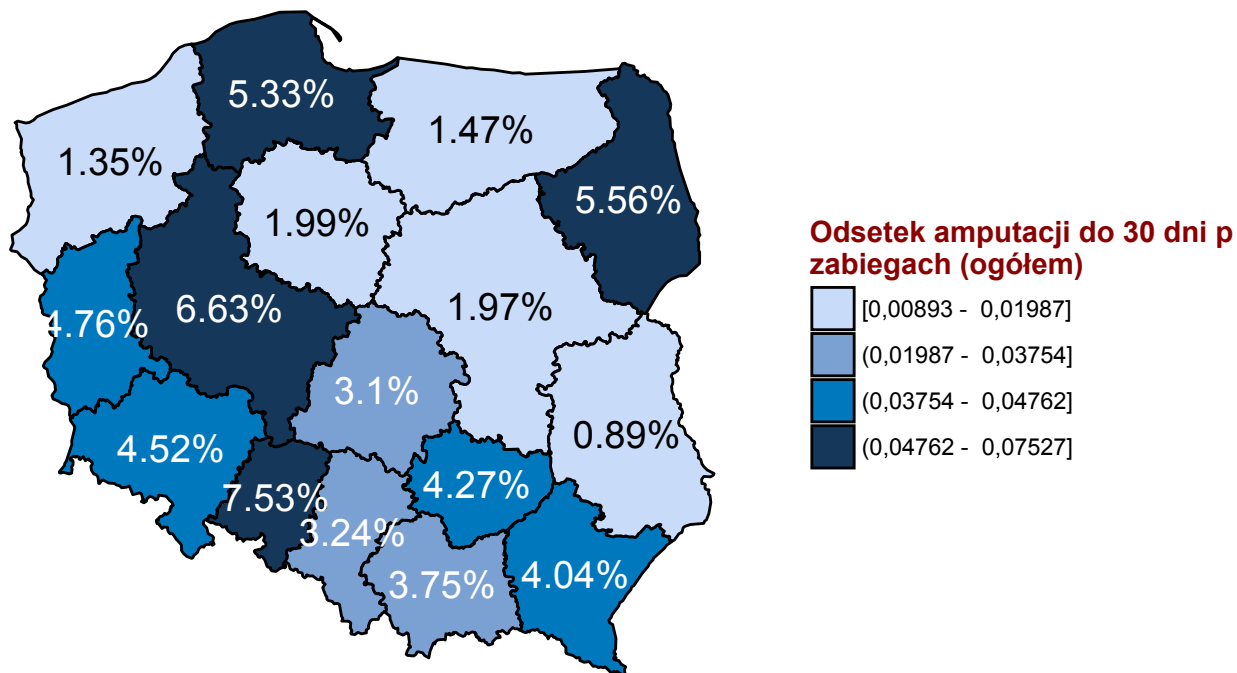 5.33%
1.47%
1.35%
5.56%
1.99%
1.97%
6.63%
4.76%
3.1%
0.89%
4.52%
4.27%
7.53%
3.24%
3.75%
4.04%
Odsetek amputacji do 30 dni p
zabiegach (ogółem)
[0,00893 - 0,01987]
(0,01987 - 0,03754]
(0,03754 - 0,04762]
(0,04762 - 0,07527]